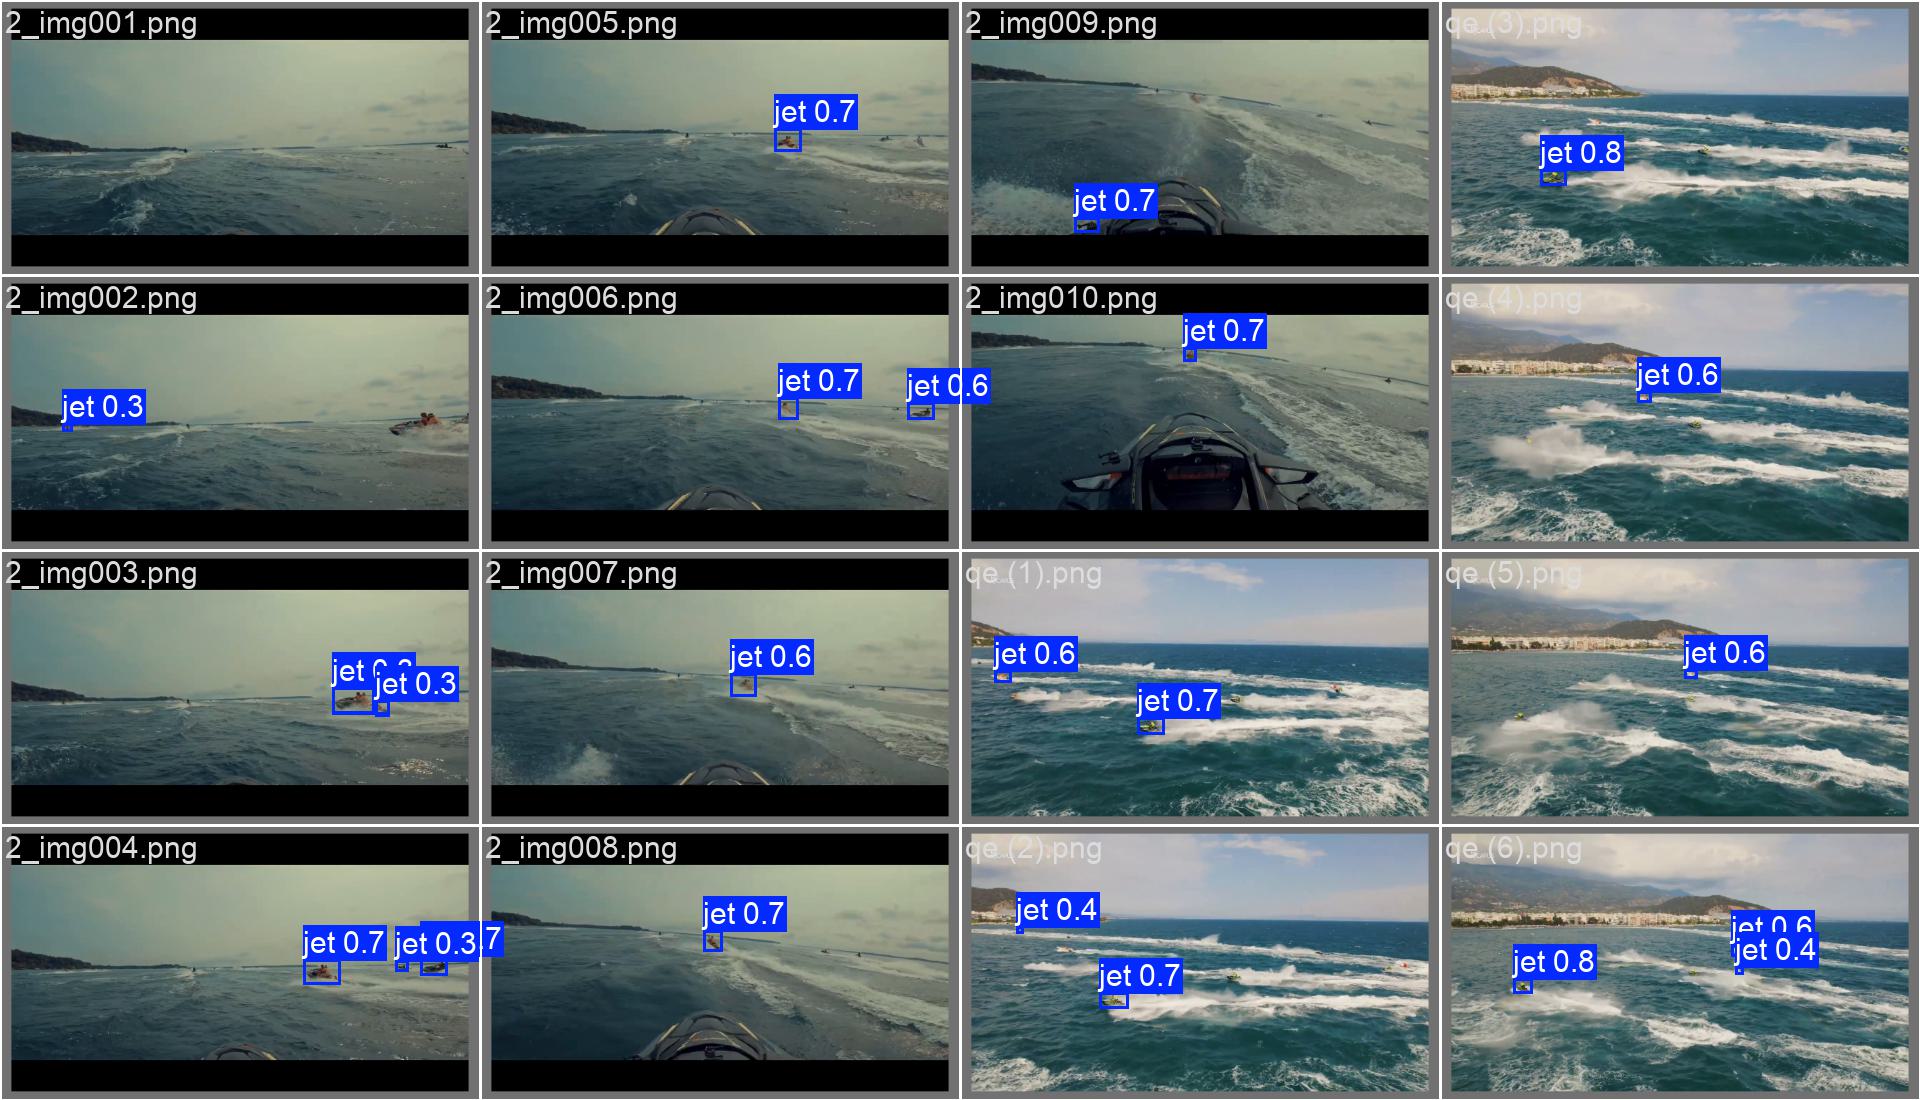 2_img001.png
2_img005.png
jet 0.7
2_img009.png
jet 0.7
qe (3).png
jet 0.8
2_img002.png
jet 0.3
2_img006.png
jet 0.7
jet 0.6
2_img010.png
jet 0.7
qe (4).png
jet 0.6
2_img003.png
jet
jet 0.3
2_img007.png
jet 0.6
qe (1).png
jet 0.6
jet 0.7
qe (5).png
jet 0.6
2_img004.png
jet 0.7
jet 0.3
.7
2_img008.png
jet 0.7
qe (2).png
jet 0.4
jet 0.7
qe (6).png
jet 0.6
jet 0.4
jet 0.8